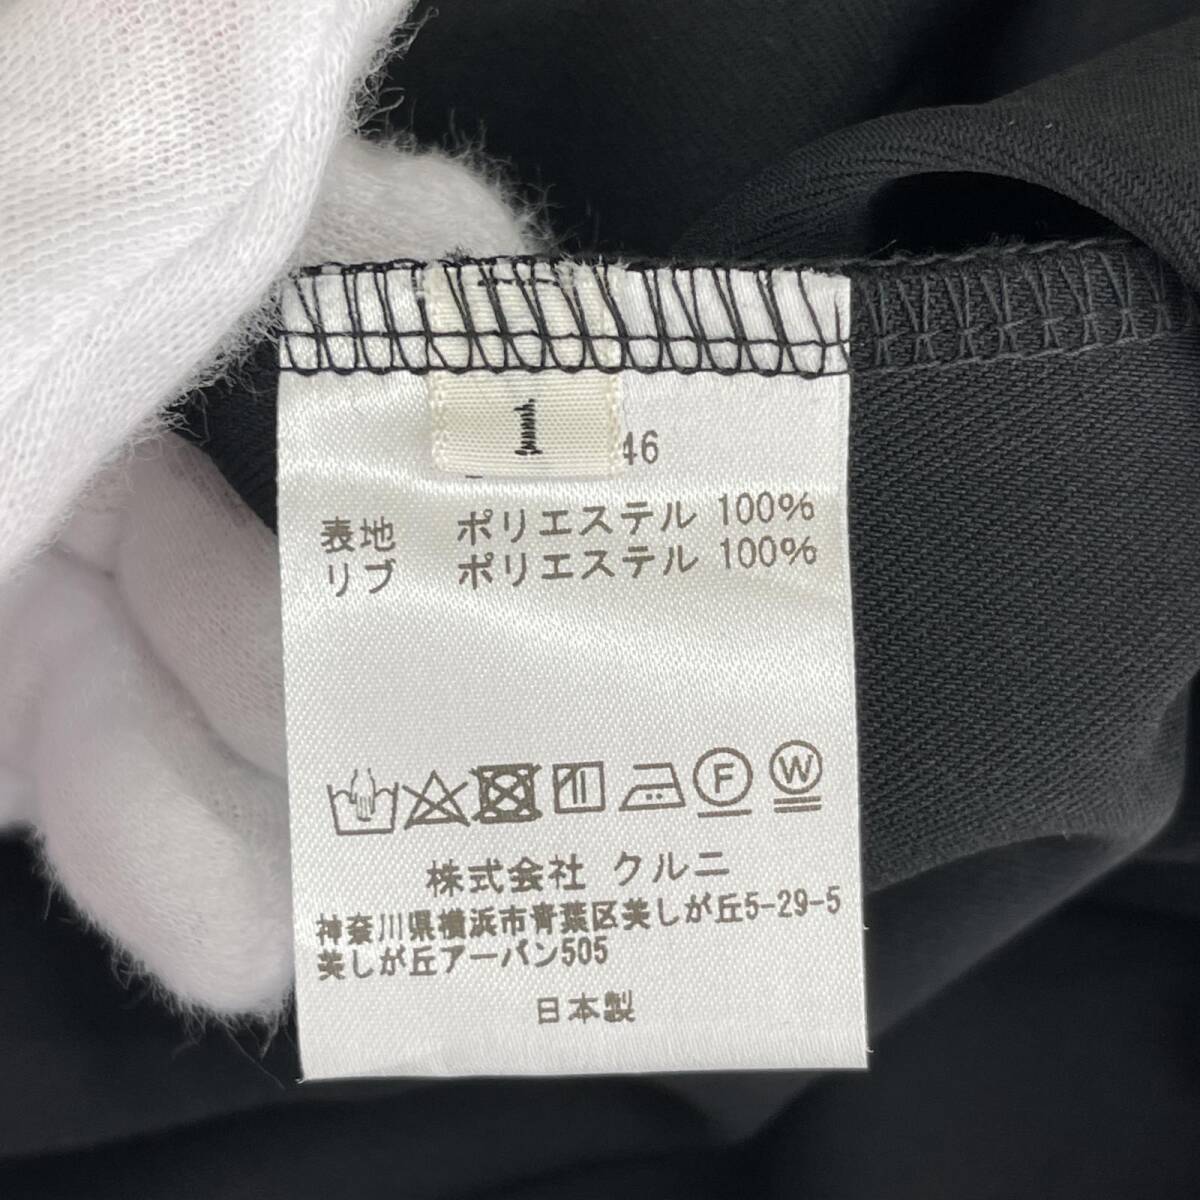 1
46
表地 ポリエステル 100%
リブ ポリエステル 100%
F W
株式会社 クルニ
神奈川県横浜市青葉区美しが丘5-29-5
美しが丘アーバン505
日本製